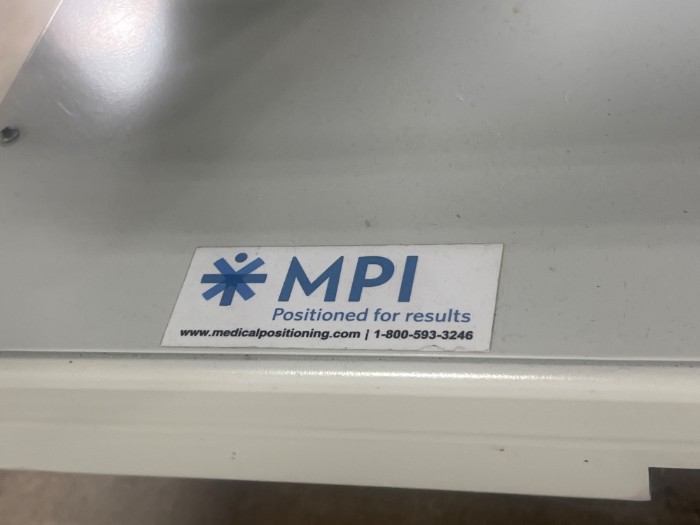 MPI
Positioned for results
www.medicalpositioning.com | 1-800-593-3246